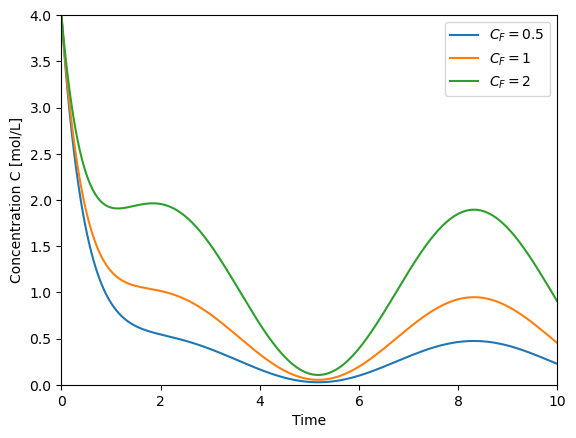 4.0
3.5
3.0
2.5
2.0
1.5
1.0
0.5
0.0
Concentration C [mol/L]
0 2 4 6 8 10
Time
C_F = 0.5
C_F = 1
C_F = 2